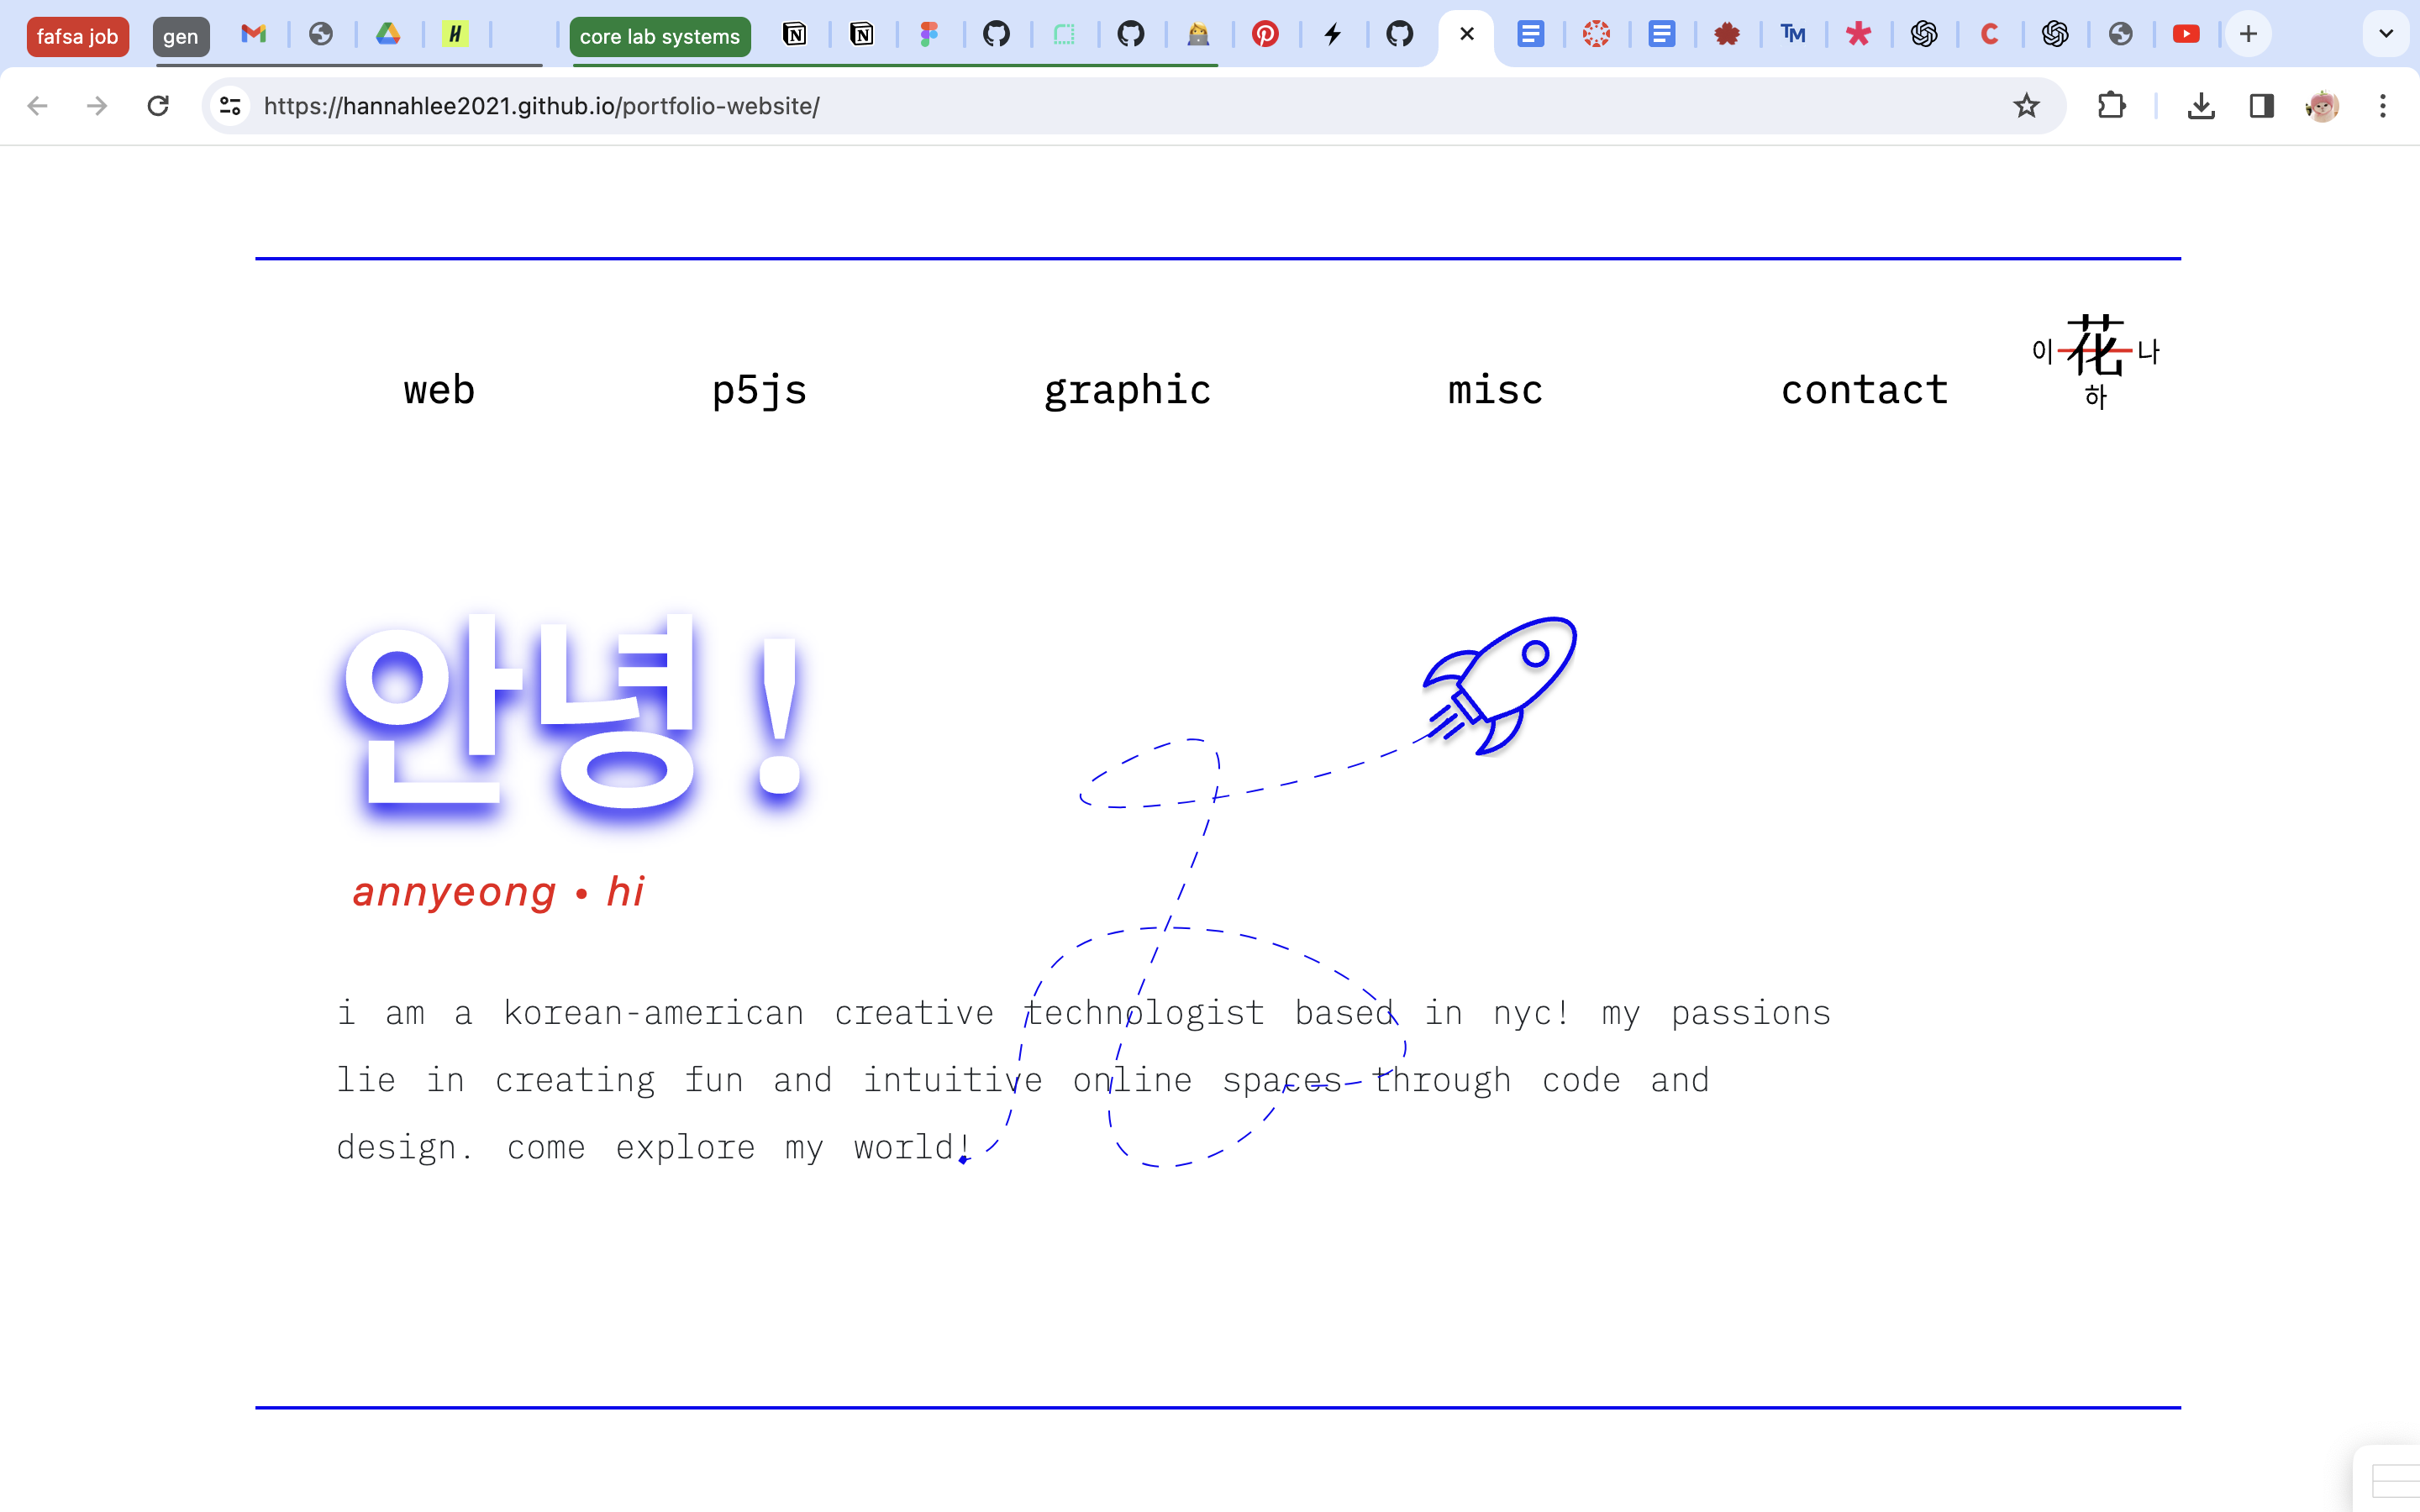 fafsa job gen core lab systems
https://hannahlee2021.github.io/portfolio-website/
web p5js graphic misc contact
이 花 나
하
안녕!
annyeong • hi
i am a korean-american creative technologist based in nyc! my passions
lie in creating fun and intuitive online spaces through code and
design. come explore my world!